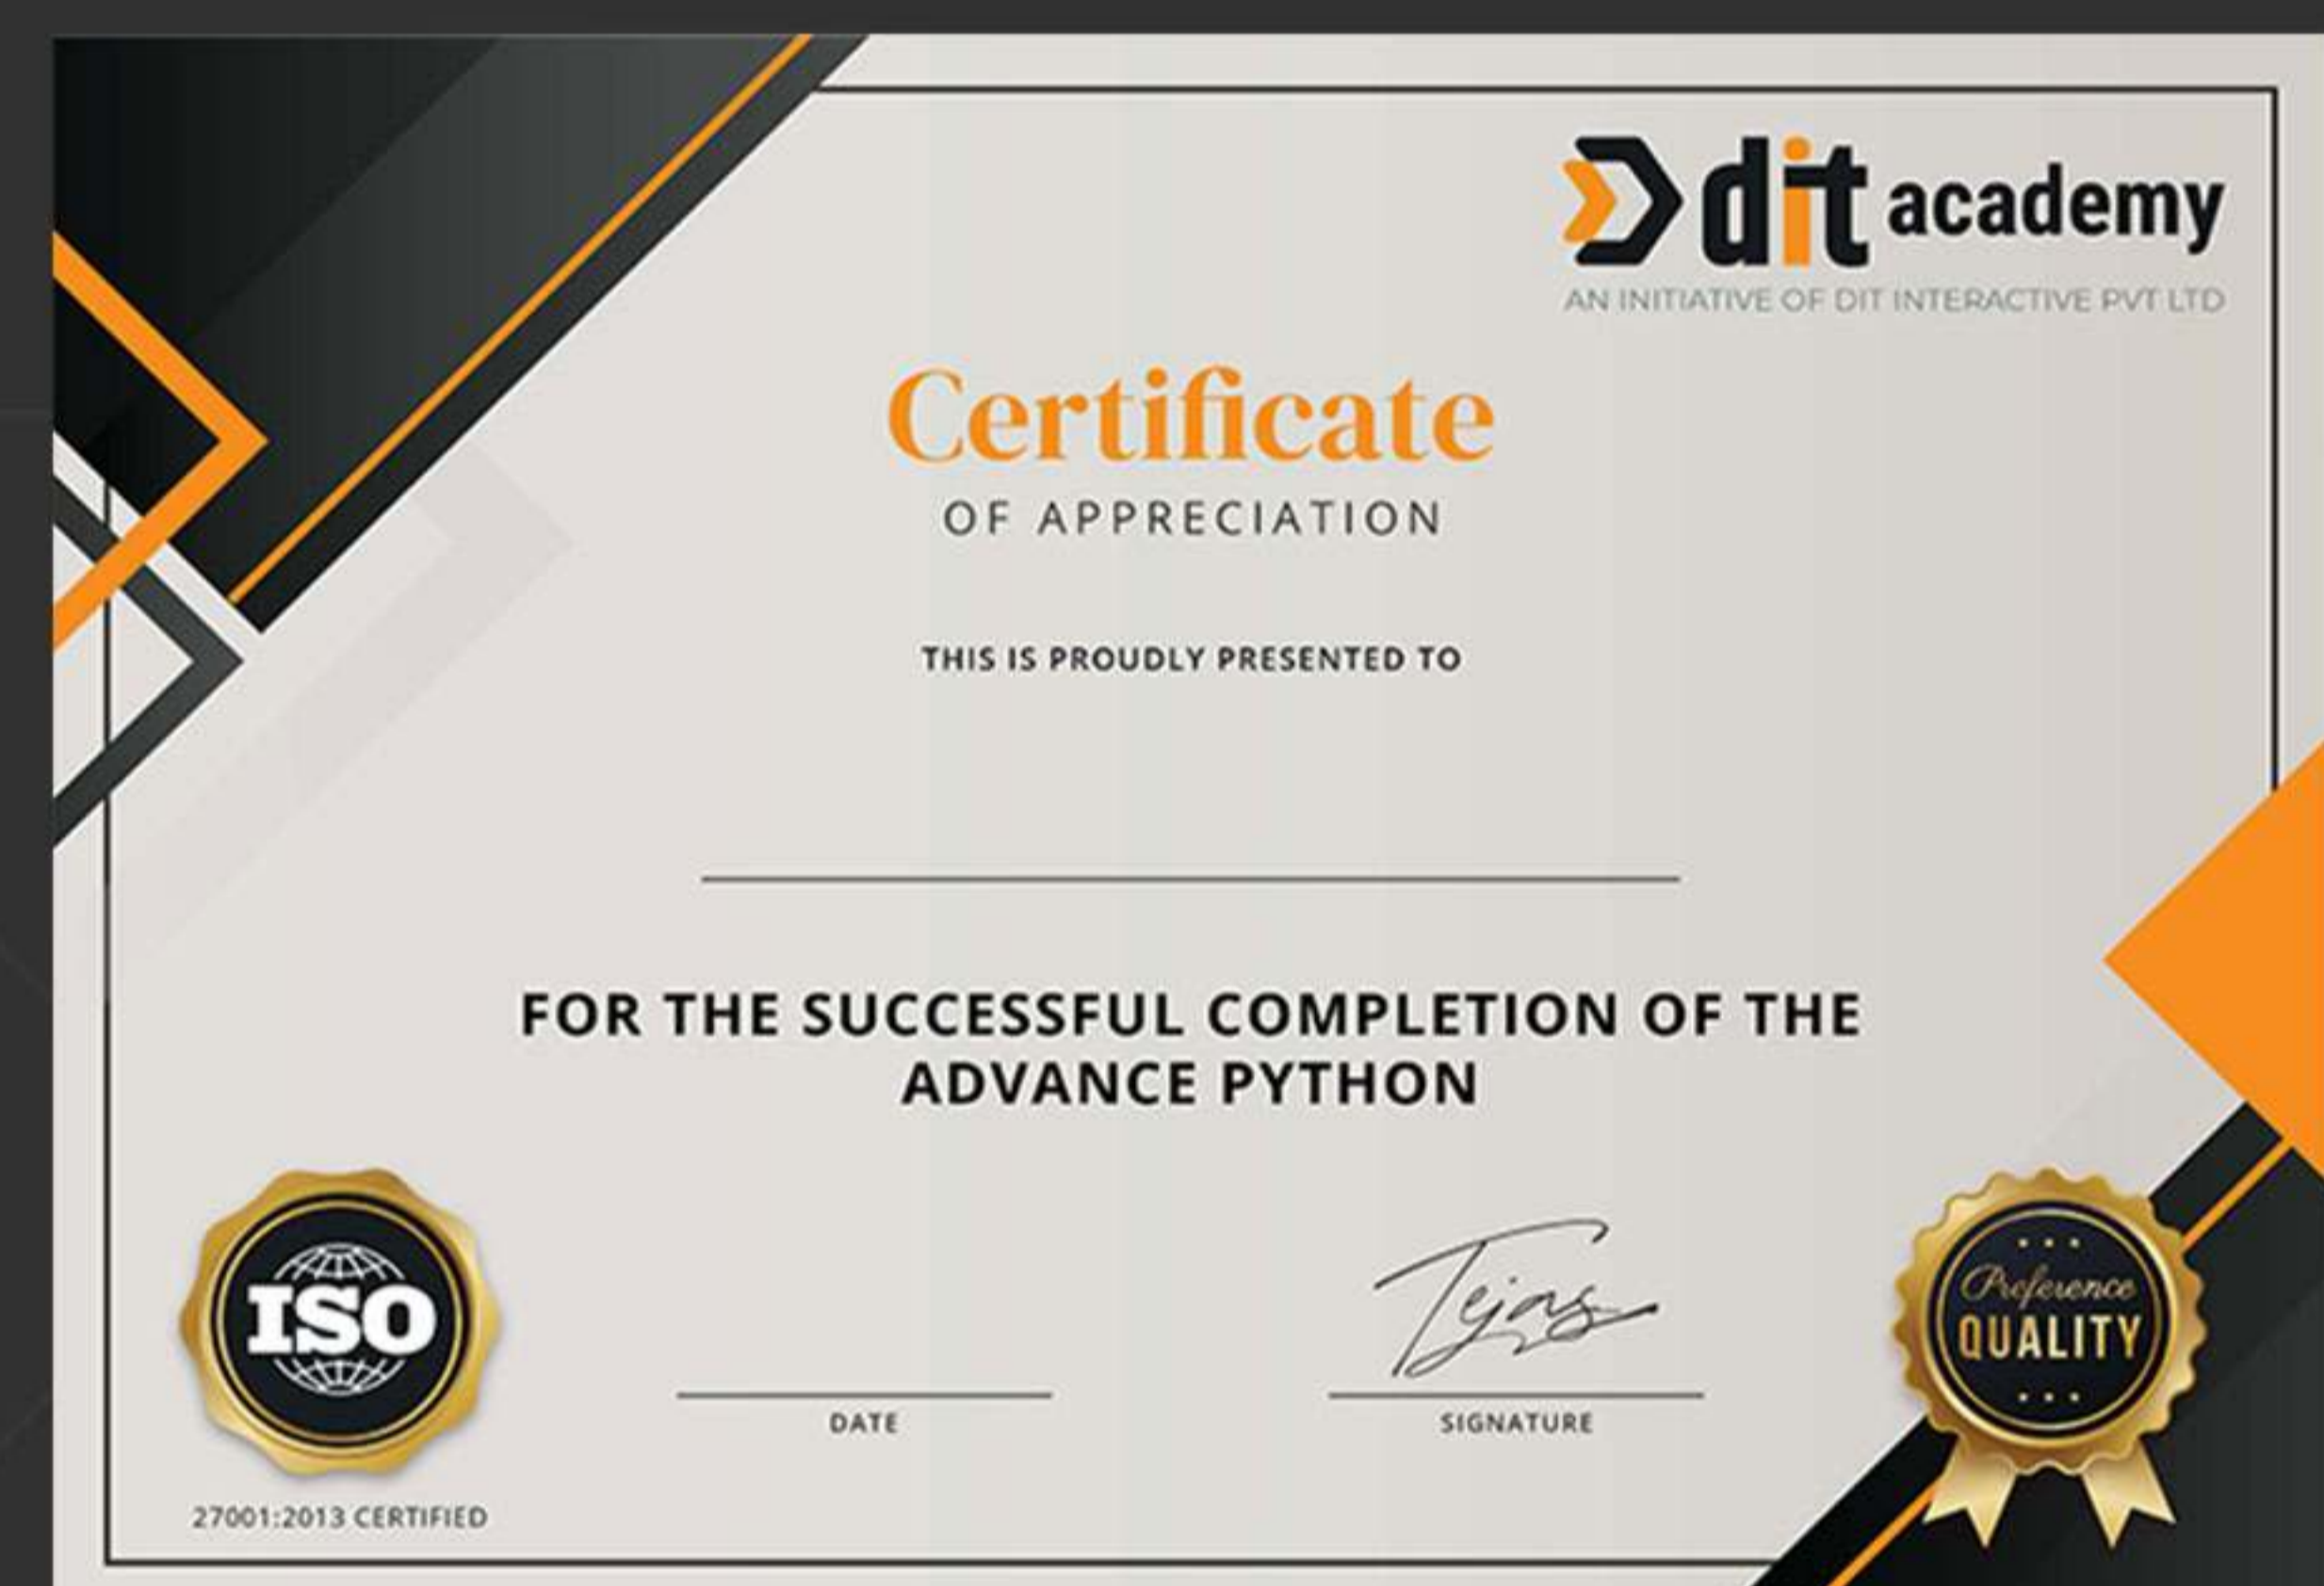 dit academy
AN INITIATIVE OF DIT INTERACTIVE PVT LTD
Certificate
OF APPRECIATION
THIS IS PROUDLY PRESENTED TO
FOR THE SUCCESSFUL COMPLETION OF THE
ADVANCE PYTHON
ISO
27001:2013 CERTIFIED
DATE
Tejas
SIGNATURE
Preference
QUALITY